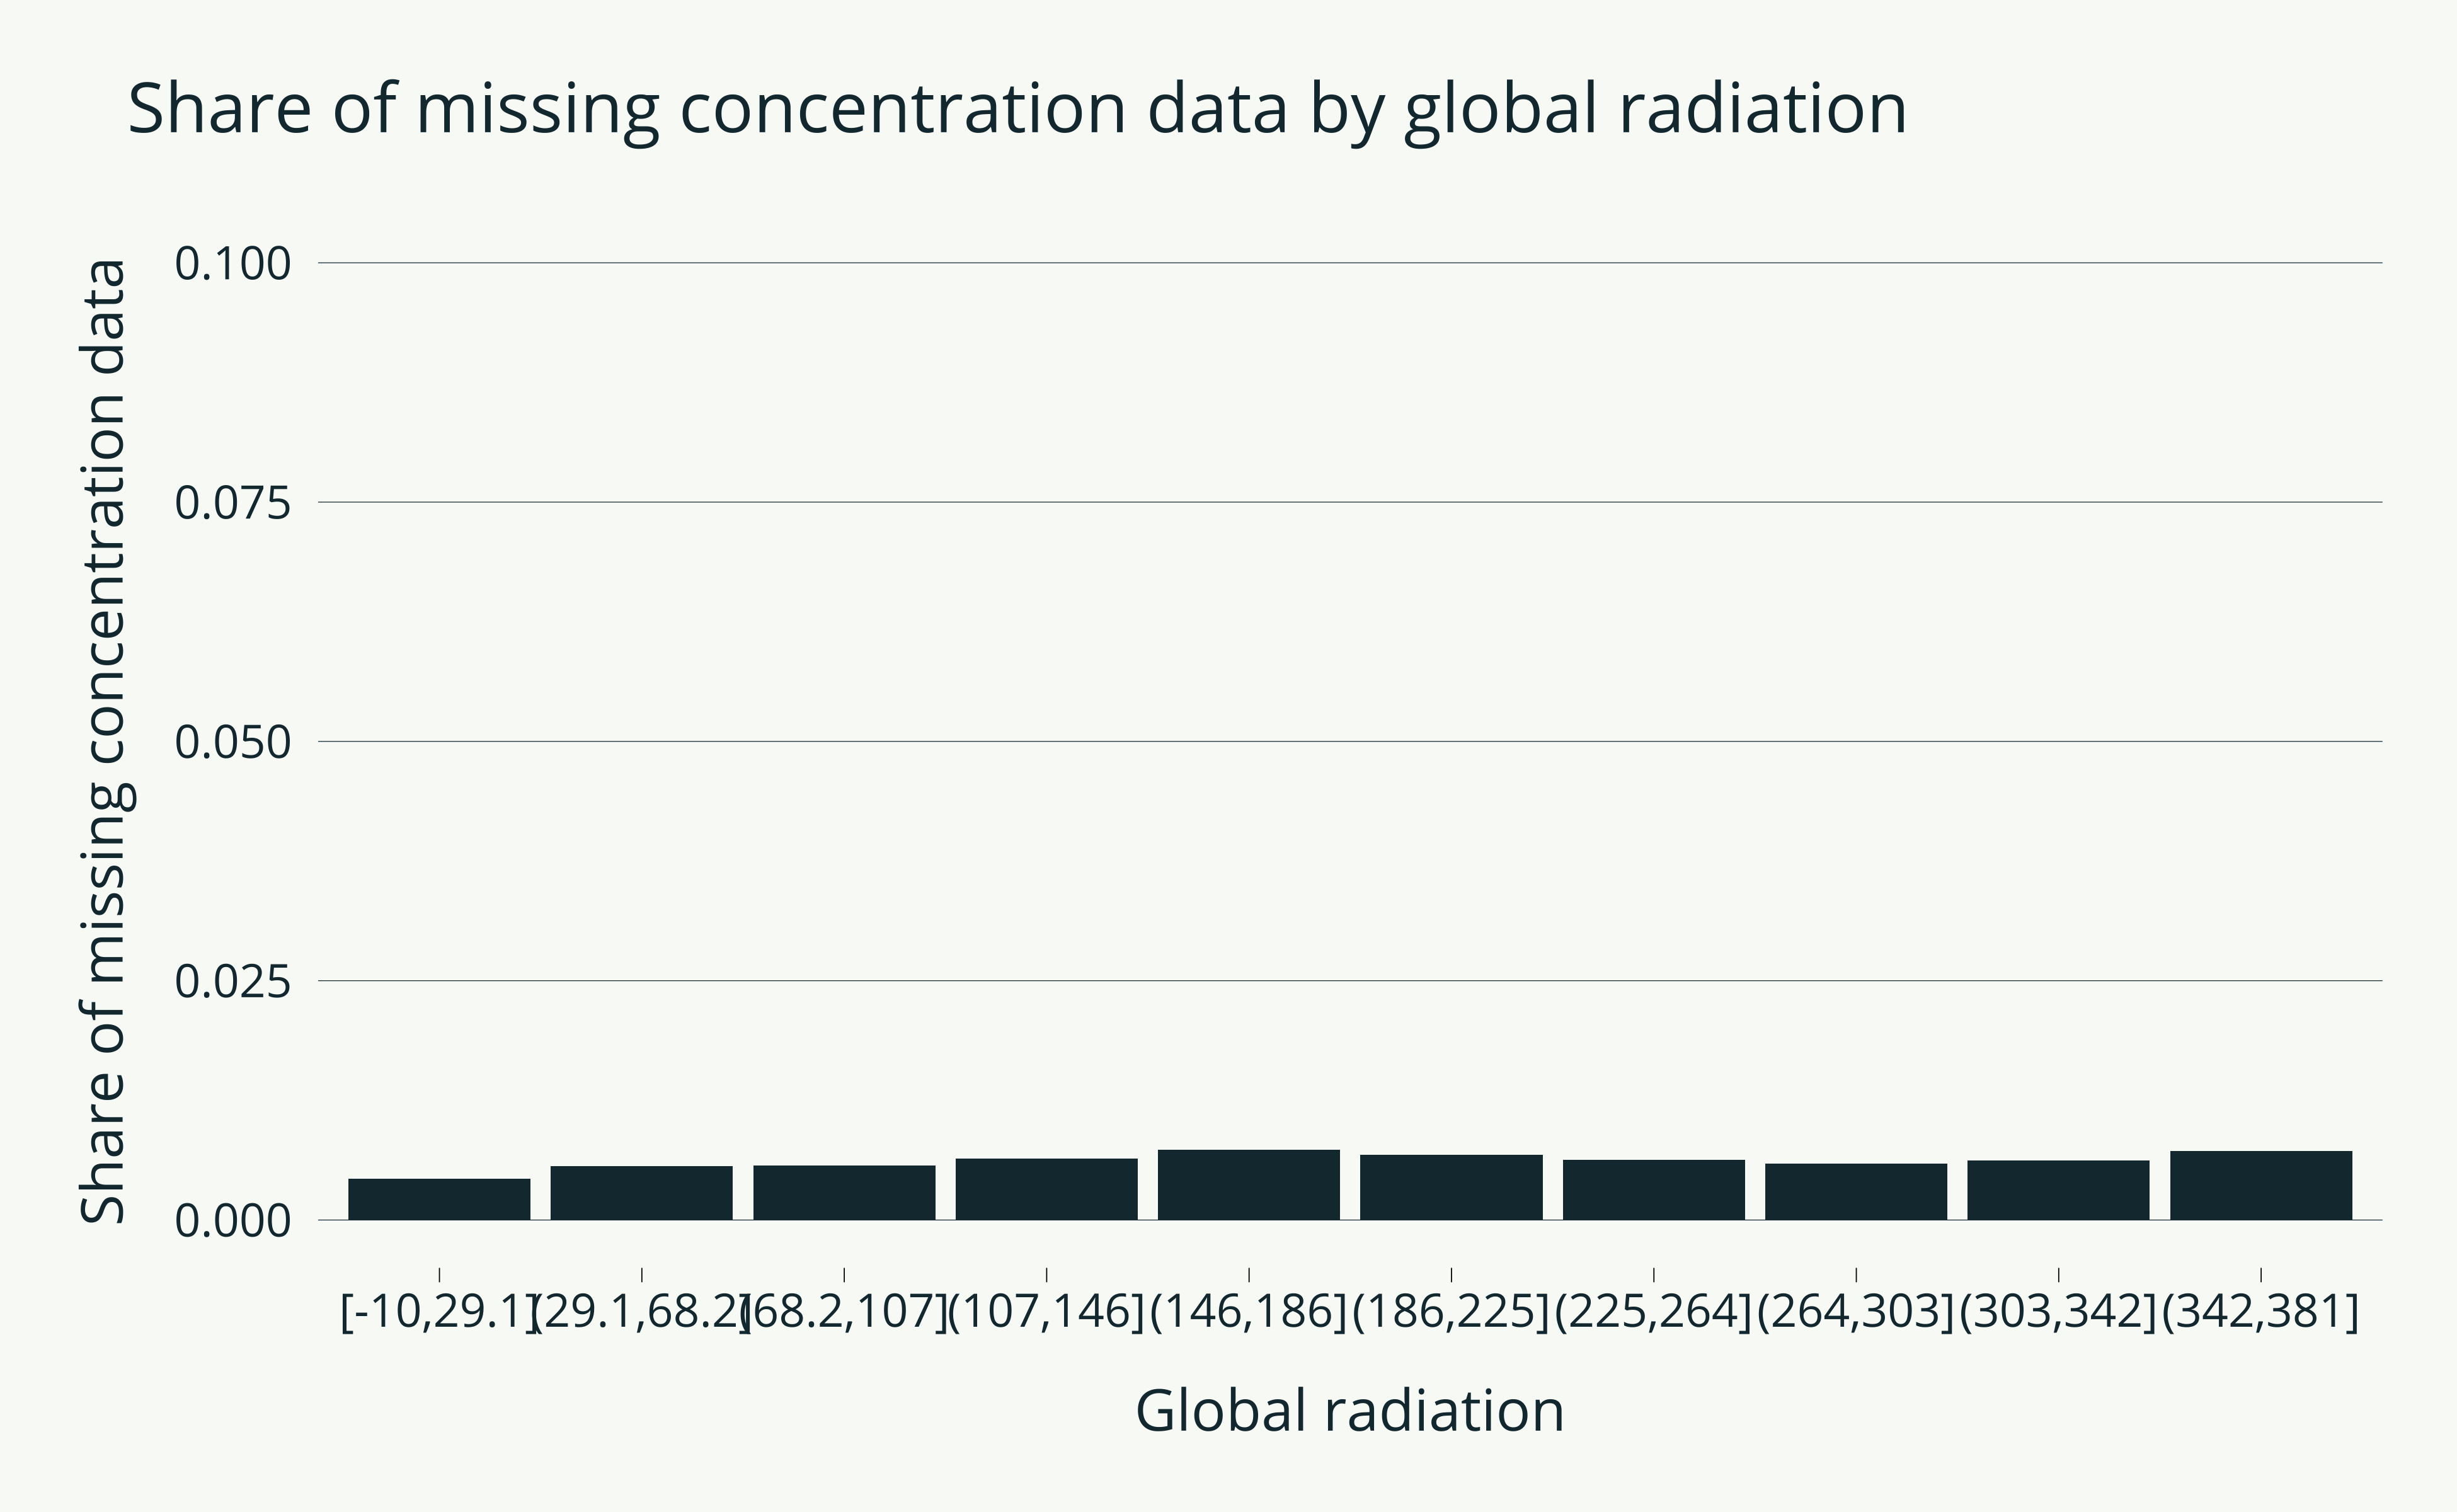 Share of missing concentration data by global radiation
Share of missing concentration data
0.100
0.075
0.050
0.025
0.000
[-10,29.1] (29.1,68.2] (68.2,107] (107,146] (146,186] (186,225] (225,264] (264,303] (303,342] (342,381]
Global radiation